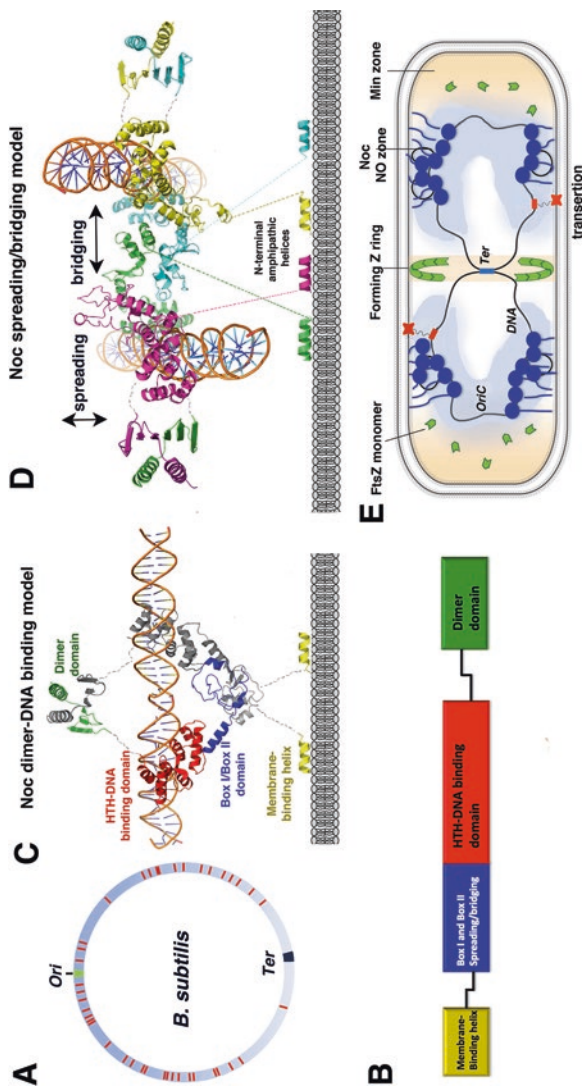 A
Ori
B. subtilis
Ter
B
Membrane-
Binding helix
Box I and Box II
Spreading/bridging
HTH-DNA binding
domain
Dimer
domain
C
Noc dimer-DNA binding model
Dimer
domain
HTH-DNA
binding domain
Box I/Box II
domain
Membrane-
binding helix
D
Noc spreading/bridging model
spreading
bridging
N-terminal
amphipathic
helices
E
FtsZ monomer
Forming Z ring
Noc
NO zone
Min zone
OriC
DNA
Ter
transertion